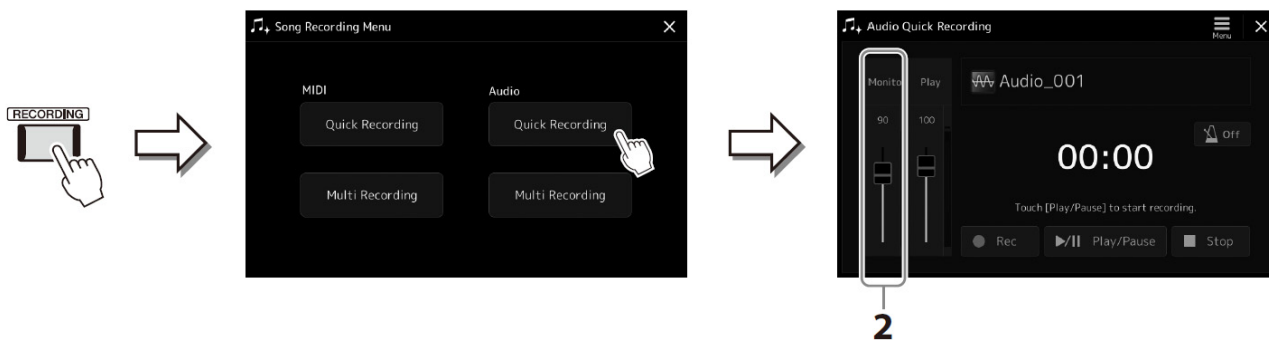 RECORDING
Song Recording Menu
MIDI
Audio
Quick Recording
Quick Recording
Multi Recording
Multi Recording
Audio Quick Recording
Menu
Monito
Play
90
100
Audio_001
Off
00:00
Touch [Play/Pause] to start recording.
Rec
Play/Pause
Stop
2